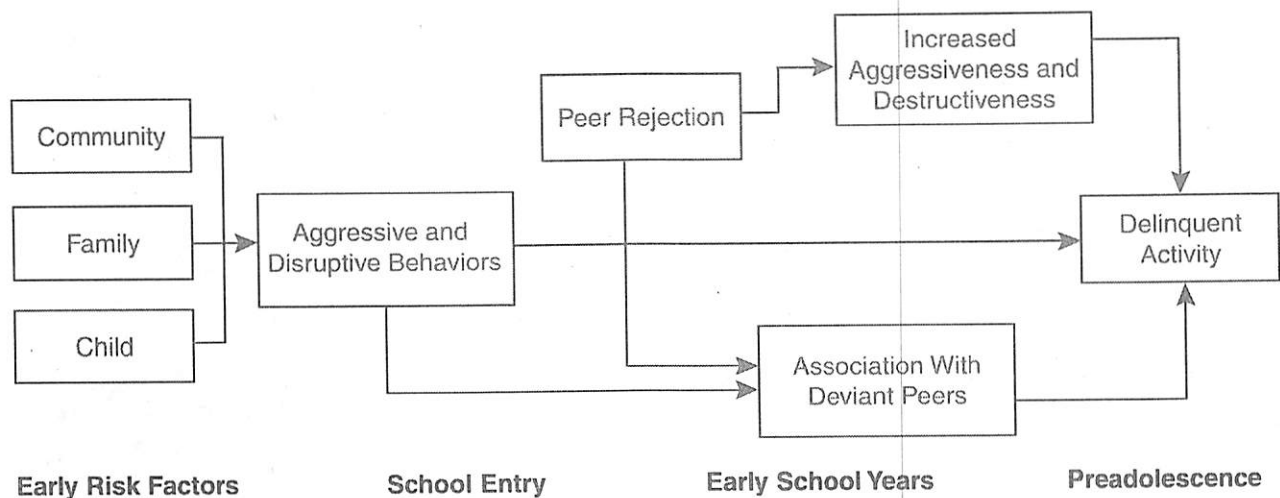 Increased
Aggressiveness and
Destructiveness
Peer Rejection
Community
Family
Aggressive and
Disruptive Behaviors
Delinquent
Activity
Child
Association With
Deviant Peers
Early Risk Factors
School Entry
Early School Years
Preadolescence